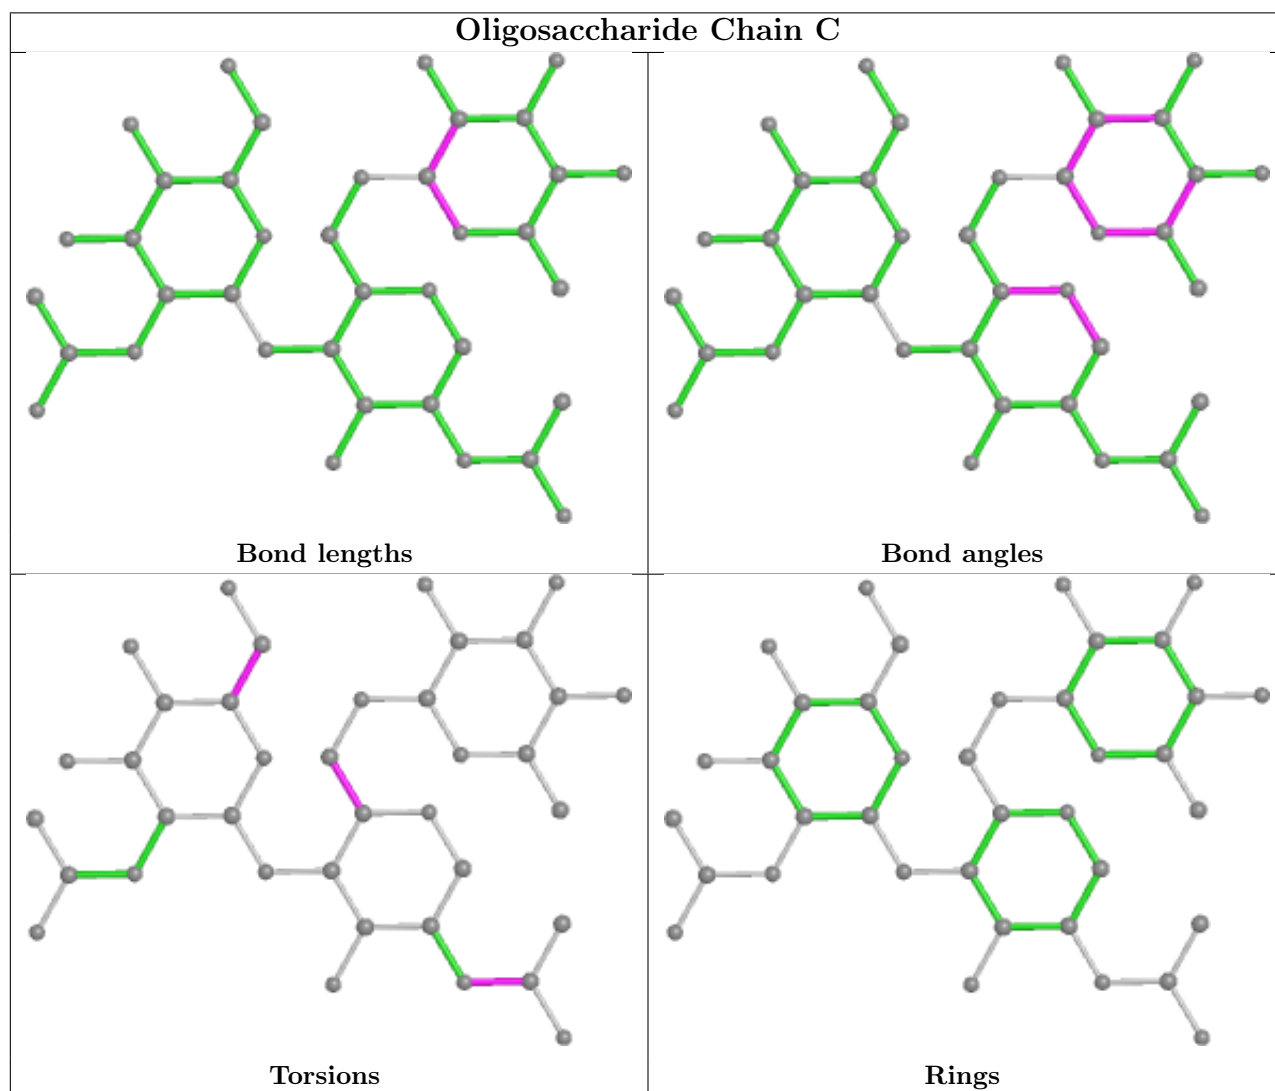 Oligosaccharide Chain C
Bond lengths
Bond angles
Torsions
Rings